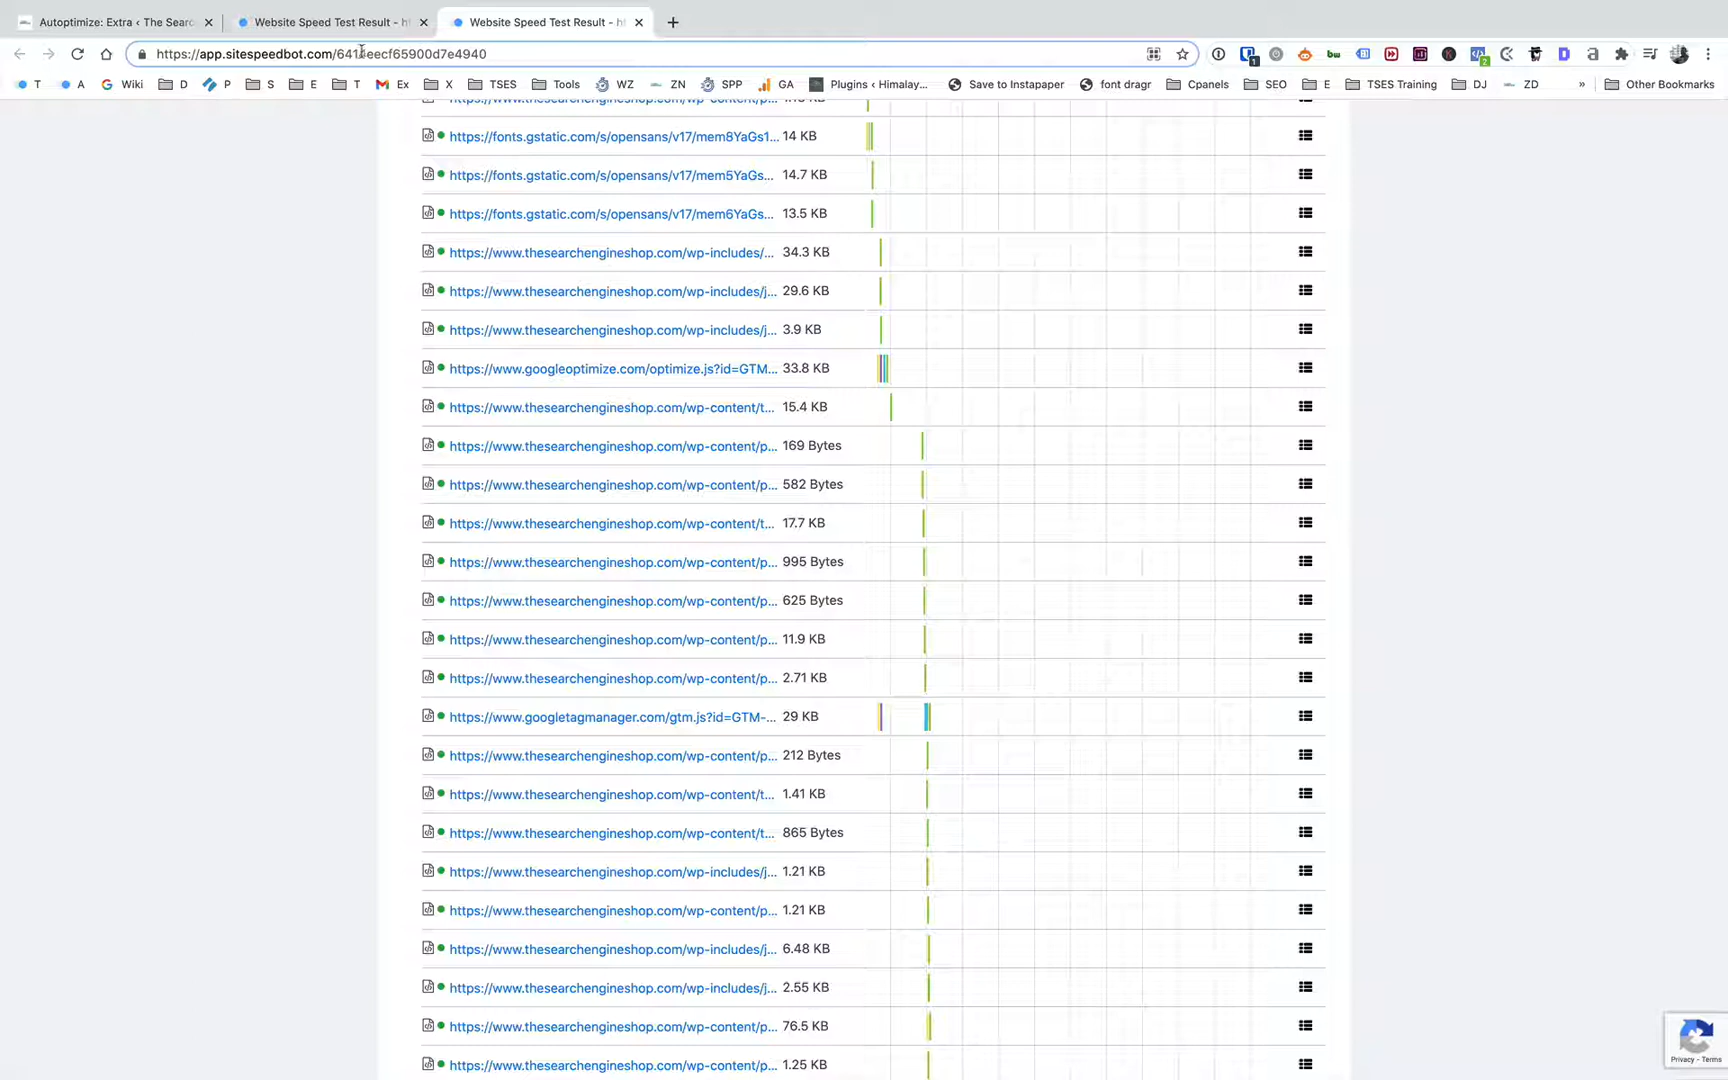 Autoptimize: Extra ‹ The Searc
Website Speed Test Result - ht
Website Speed Test Result - ht
https://app.sitespeedbot.com/641eecf65900d7e4940
T A Wiki D P S E T Ex X TSES Tools WZ ZN SPP GA Plugins ‹ Himalay... Save to Instapaper font dragr Cpanels SEO E TSES Training DJ ZD » Other Bookmarks
https://fonts.gstatic.com/s/opensans/v17/mem8YaGs1... 14 KB
https://fonts.gstatic.com/s/opensans/v17/mem5YaGs... 14.7 KB
https://fonts.gstatic.com/s/opensans/v17/mem6YaGs... 13.5 KB
https://www.thesearchengineshop.com/wp-includes/... 34.3 KB
https://www.thesearchengineshop.com/wp-includes/j... 29.6 KB
https://www.thesearchengineshop.com/wp-includes/j... 3.9 KB
https://www.googleoptimize.com/optimize.js?id=GTM... 33.8 KB
https://www.thesearchengineshop.com/wp-content/t... 15.4 KB
https://www.thesearchengineshop.com/wp-content/p... 169 Bytes
https://www.thesearchengineshop.com/wp-content/p... 582 Bytes
https://www.thesearchengineshop.com/wp-content/t... 17.7 KB
https://www.thesearchengineshop.com/wp-content/p... 995 Bytes
https://www.thesearchengineshop.com/wp-content/p... 625 Bytes
https://www.thesearchengineshop.com/wp-content/p... 11.9 KB
https://www.thesearchengineshop.com/wp-content/p... 2.71 KB
https://www.googletagmanager.com/gtm.js?id=GTM-... 29 KB
https://www.thesearchengineshop.com/wp-content/p... 212 Bytes
https://www.thesearchengineshop.com/wp-content/t... 1.41 KB
https://www.thesearchengineshop.com/wp-content/t... 865 Bytes
https://www.thesearchengineshop.com/wp-includes/j... 1.21 KB
https://www.thesearchengineshop.com/wp-content/p... 1.21 KB
https://www.thesearchengineshop.com/wp-includes/j... 6.48 KB
https://www.thesearchengineshop.com/wp-includes/j... 2.55 KB
https://www.thesearchengineshop.com/wp-content/p... 76.5 KB
https://www.thesearchengineshop.com/wp-content/p... 1.25 KB
Privacy - Terms